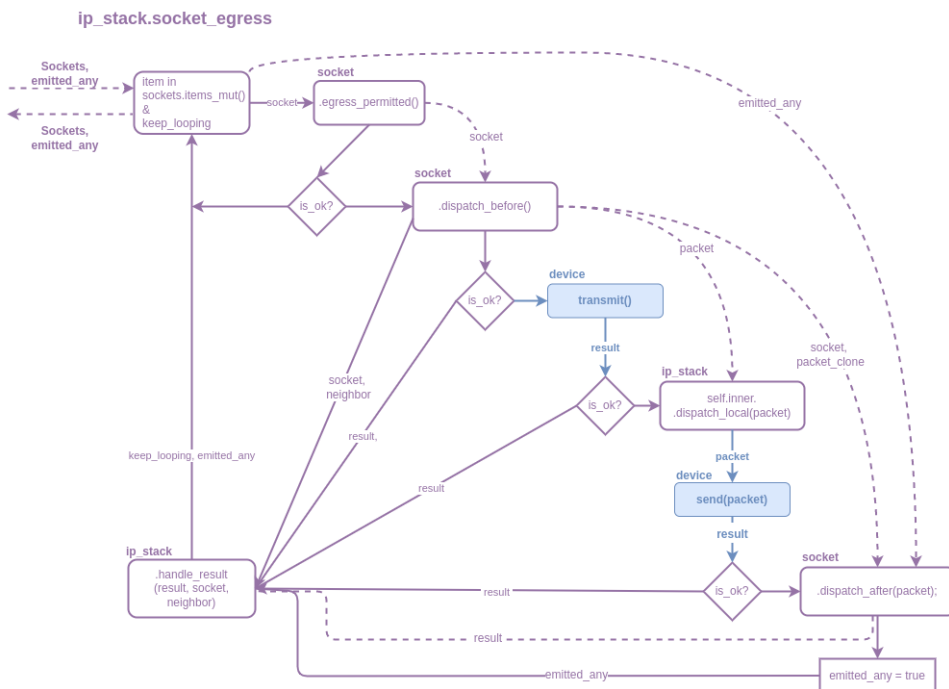 ip_stack.socket_egress
Sockets,
emitted_any
Sockets,
emitted_any
item in
sockets.items_mut()
&
keep_looping
socket
socket
.egress_permitted()
emitted_any
socket
is_ok?
socket
.dispatch_before()
packet
is_ok?
device
transmit()
result
socket,
packet_clone
socket,
neighbor
is_ok?
ip_stack
self.inner.
.dispatch_local(packet)
result,
keep_looping, emitted_any
packet
result
device
send(packet)
result
ip_stack
.handle_result
(result, socket,
neighbor)
result
is_ok?
socket
.dispatch_after(packet);
result
emitted_any
emitted_any = true